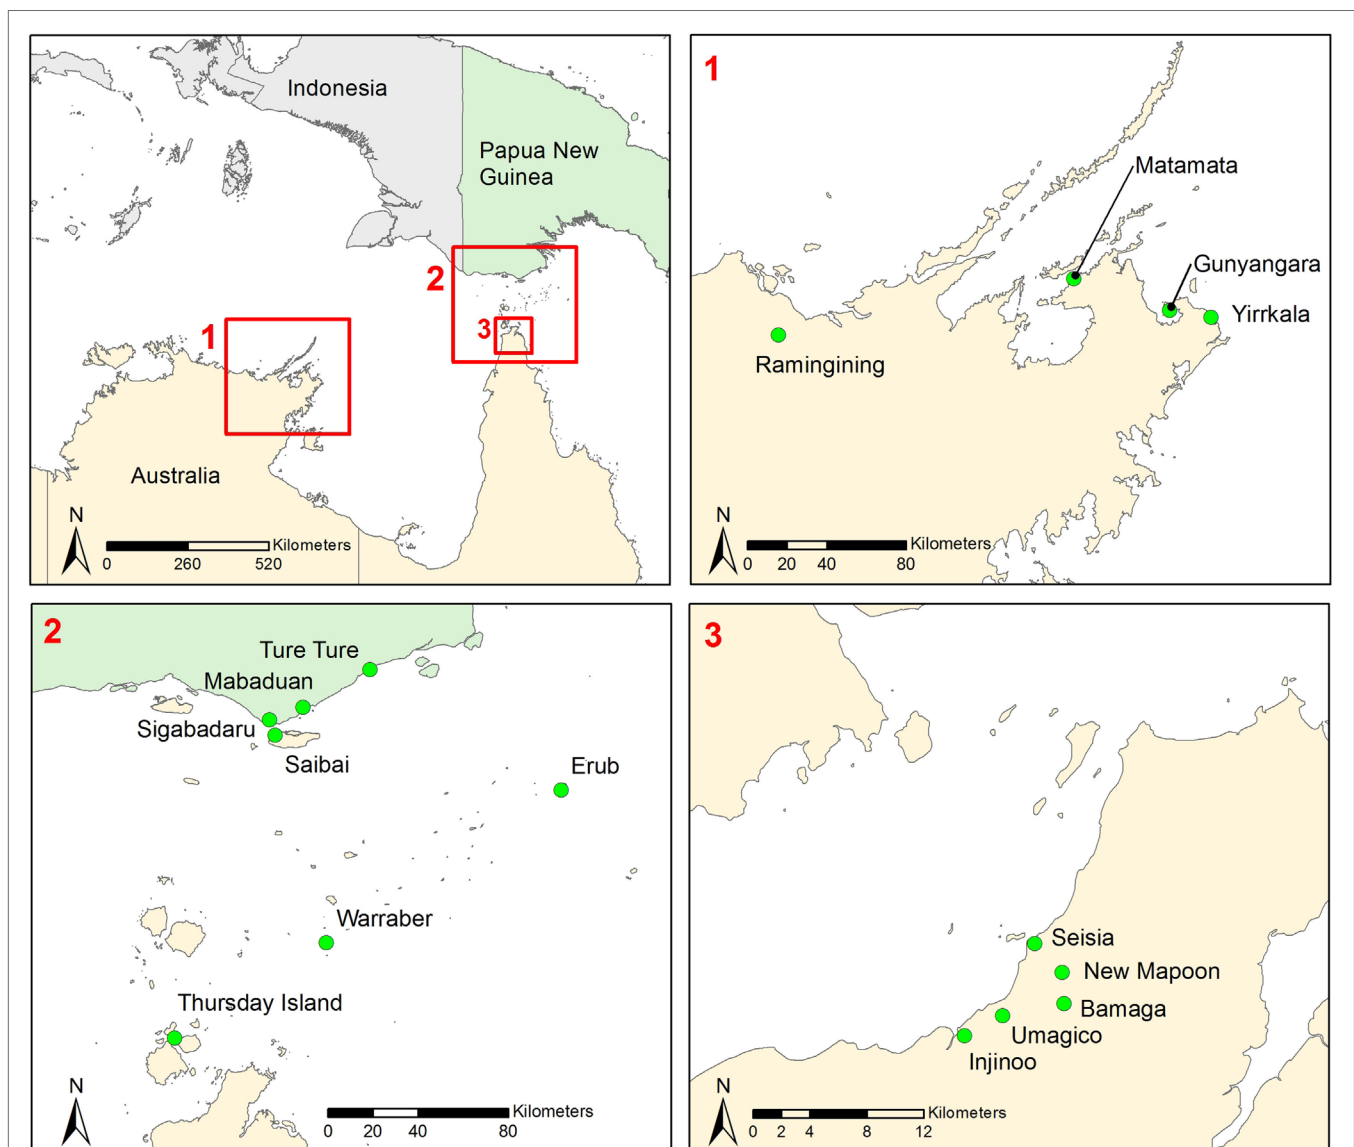 Indonesia
Papua New
Guinea
2
3
1
Australia
N
Kilometers
0 260 520
1
Matamata
Gunyangara
Yirrkala
Ramingining
N
Kilometers
0 20 40 80
2
Ture Ture
Mabaduan
Sigabadaru
Saibai
Erub
Warraber
Thursday Island
N
Kilometers
0 20 40 80
3
Seisia
New Mapoon
Bamaga
Umagico
Injinoo
N
Kilometers
0 2 4 8 12